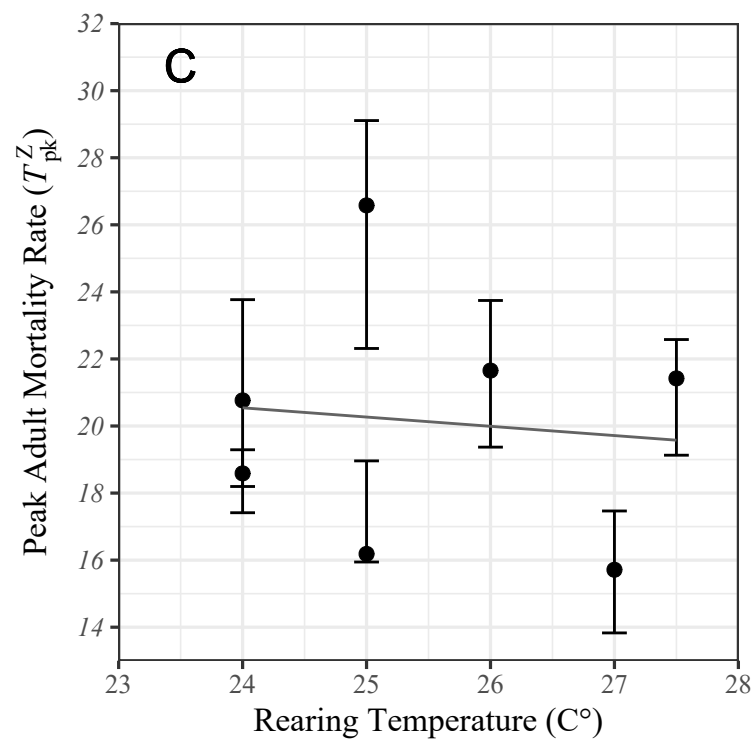 C
Peak Adult Mortality Rate (T^Z_pk)
32
30
28
26
24
22
20
18
16
14
23 24 25 26 27 28
Rearing Temperature (C°)